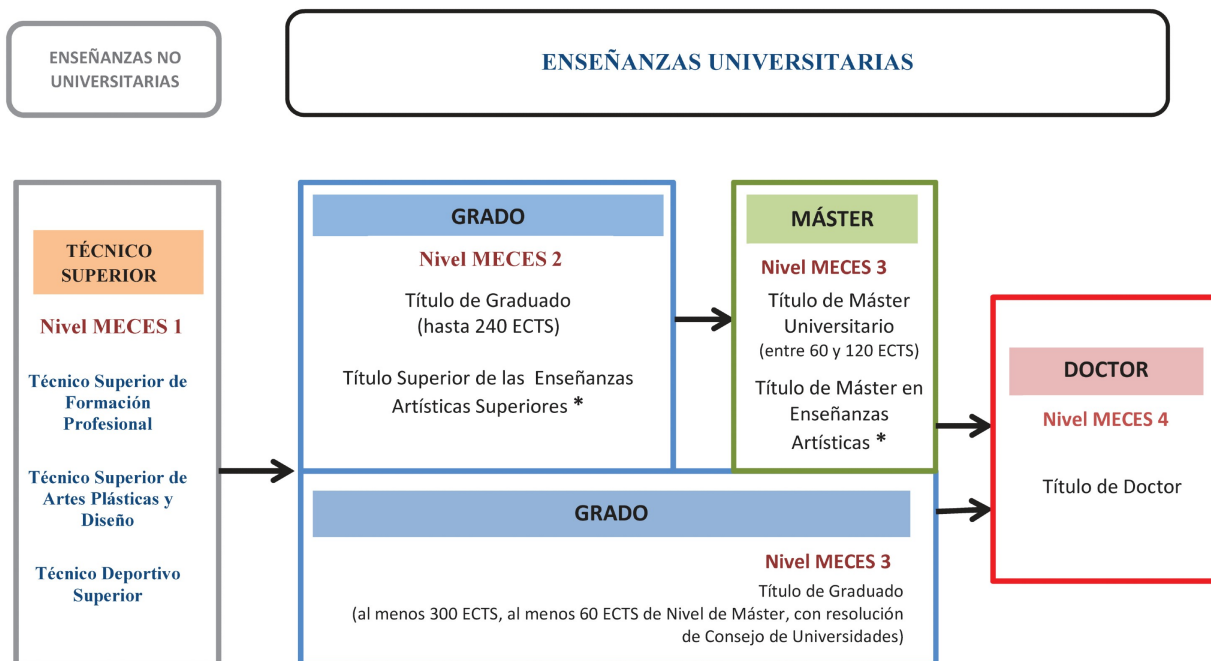 ENSEÑANZAS NO
UNIVERSITARIAS
ENSEÑANZAS UNIVERSITARIAS
TÉCNICO
SUPERIOR
Nivel MECES 1
Técnico Superior de
Formación
Profesional
Técnico Superior de
Artes Plásticas y
Diseño
Técnico Deportivo
Superior
GRADO
Nivel MECES 2
Título de Graduado
(hasta 240 ECTS)
Título Superior de las Enseñanzas
Artísticas Superiores *
MÁSTER
Nivel MECES 3
Título de Máster
Universitario
(entre 60 y 120 ECTS)
Título de Máster en
Enseñanzas
Artísticas *
GRADO
Nivel MECES 3
Título de Graduado
(al menos 300 ECTS, al menos 60 ECTS de Nivel de Máster, con resolución
de Consejo de Universidades)
DOCTOR
Nivel MECES 4
Título de Doctor